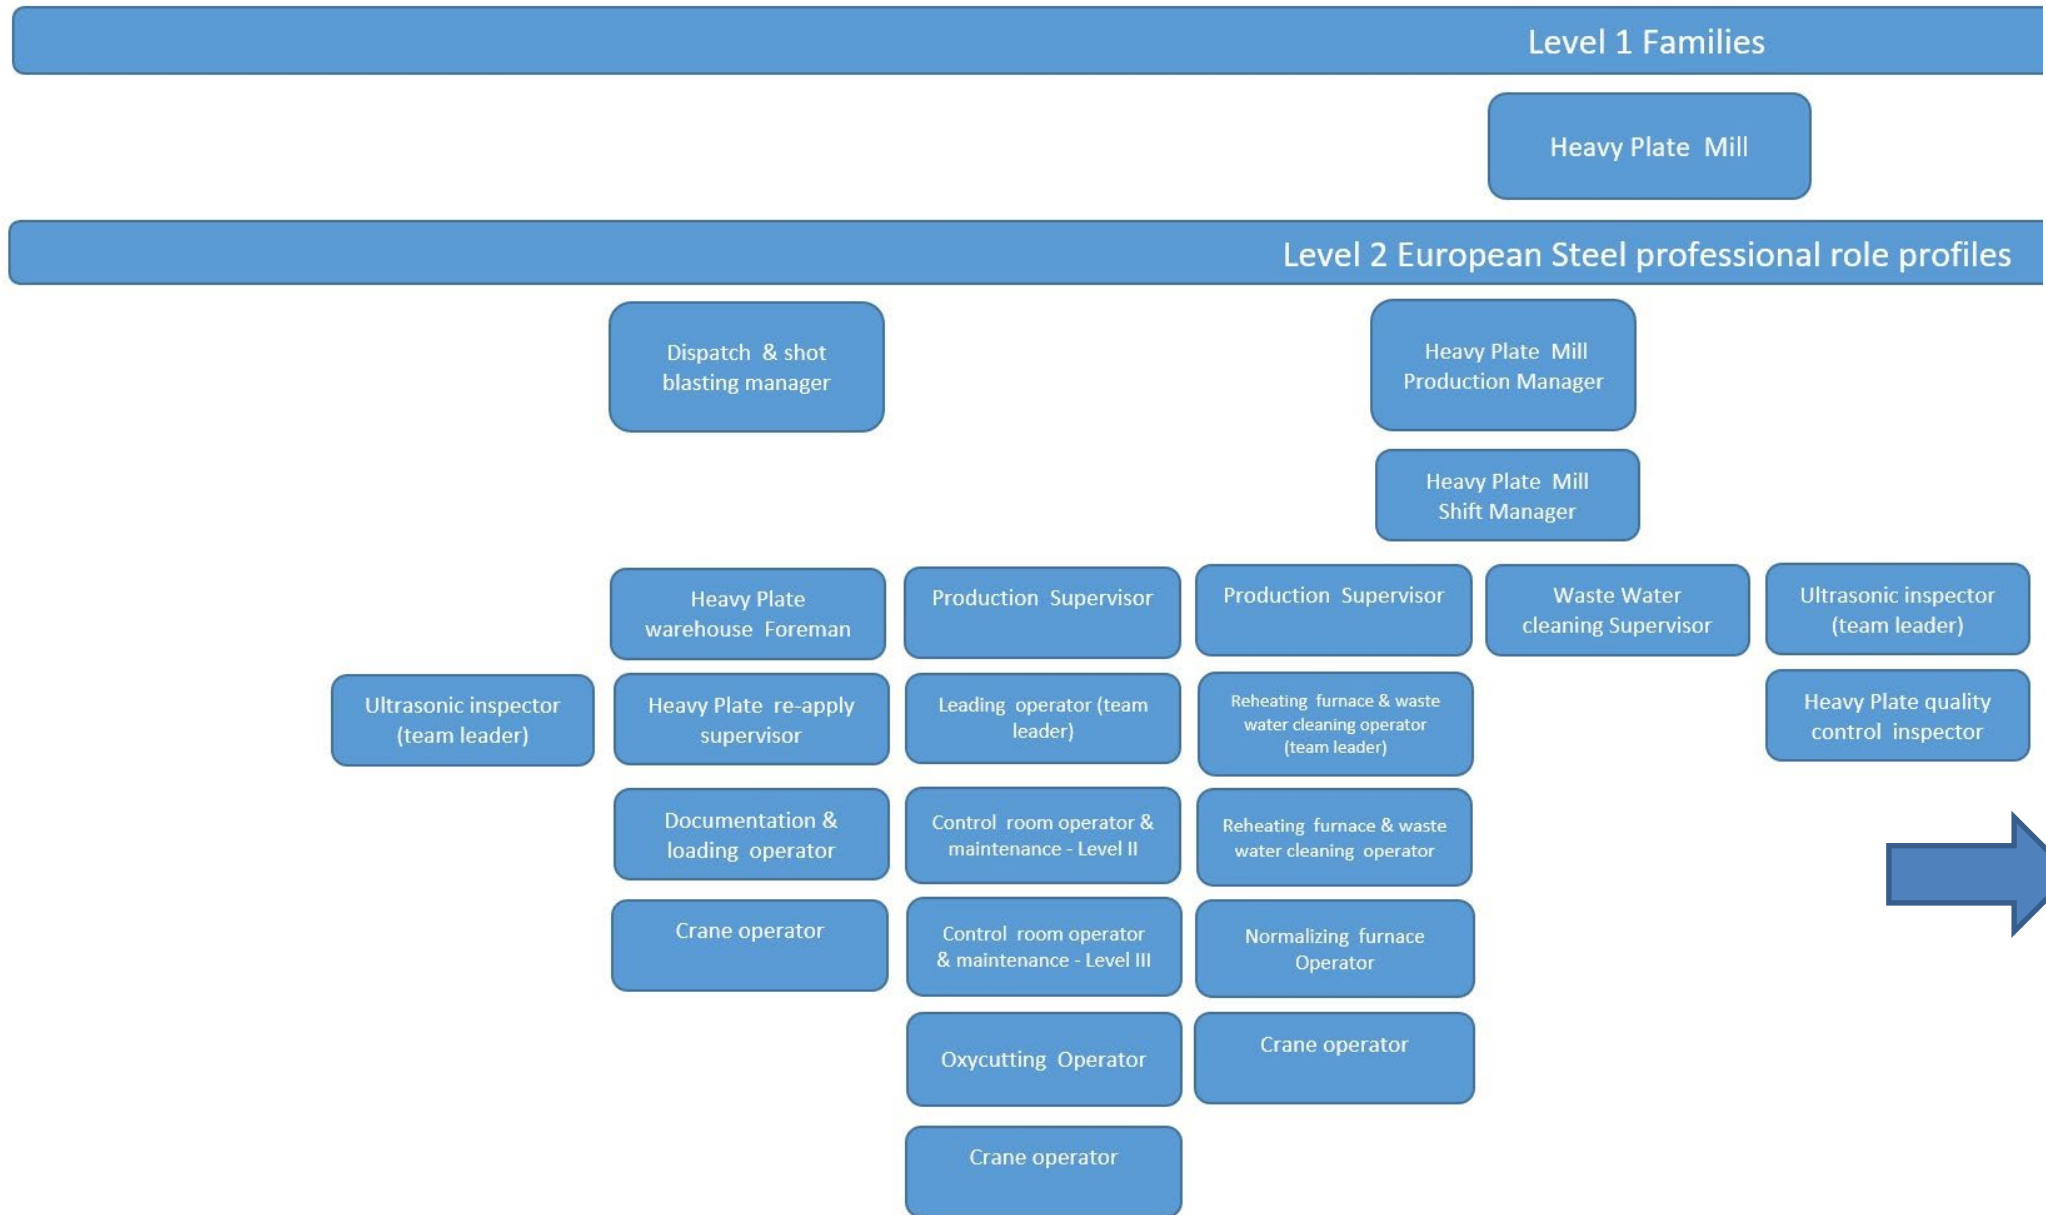 Level 1 Families
Heavy Plate Mill
Level 2 European Steel professional role profiles
Dispatch & shot
blasting manager
Heavy Plate Mill
Production Manager
Heavy Plate Mill
Shift Manager
Heavy Plate
warehouse Foreman
Production Supervisor
Production Supervisor
Waste Water
cleaning Supervisor
Ultrasonic inspector
(team leader)
Ultrasonic inspector
(team leader)
Heavy Plate re-apply
supervisor
Leading operator (team
leader)
Reheating furnace & waste
water cleaning operator
(team leader)
Heavy Plate quality
control inspector
Documentation &
loading operator
Control room operator &
maintenance - Level II
Reheating furnace & waste
water cleaning operator
Crane operator
Control room operator
& maintenance - Level III
Normalizing furnace
Operator
Oxycutting Operator
Crane operator
Crane operator